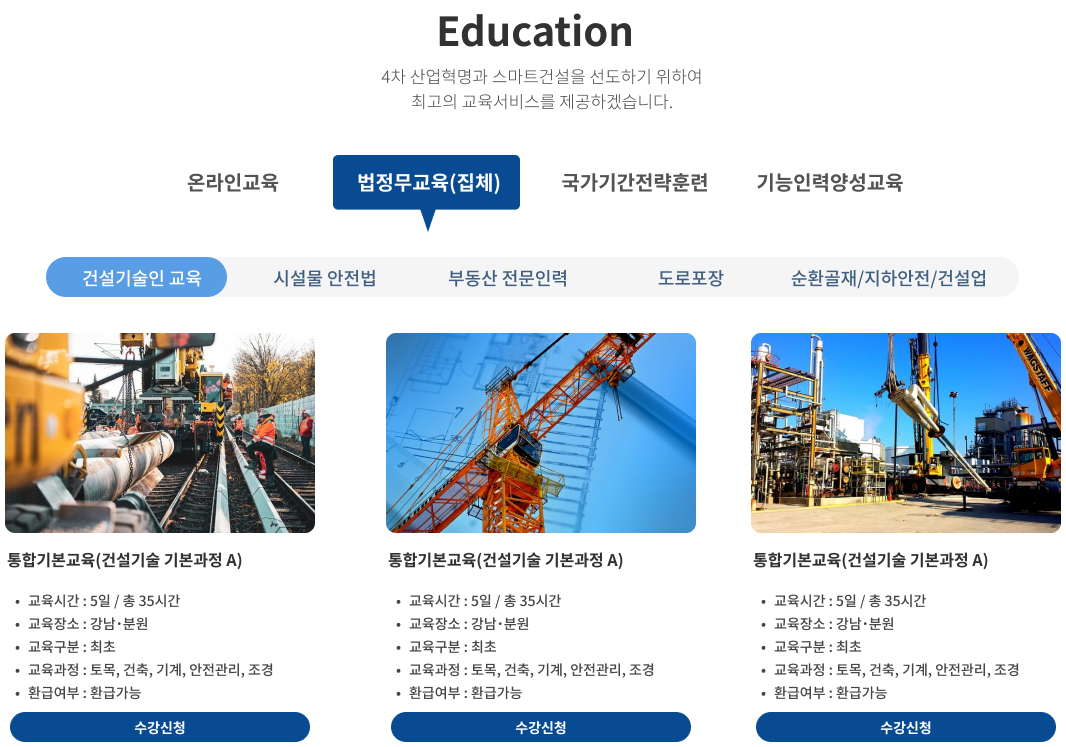 Education
4차 산업혁명과 스마트건설을 선도하기 위하여
최고의 교육서비스를 제공하겠습니다.
온라인교육
법정무교육(집체)
국가기간전략훈련
기능인력양성교육
건설기술인 교육
시설물 안전법
부동산 전문인력
도로포장
순환골재/지하안전/건설업
WAGSTAFF
통합기본교육(건설기술 기본과정 A)
• 교육시간 : 5일 / 총 35시간
• 교육장소 : 강남·분원
• 교육구분 : 최초
• 교육과정 : 토목, 건축, 기계, 안전관리, 조경
• 환급여부 : 환급가능
수강신청
통합기본교육(건설기술 기본과정 A)
• 교육시간 : 5일 / 총 35시간
• 교육장소 : 강남·분원
• 교육구분 : 최초
• 교육과정 : 토목, 건축, 기계, 안전관리, 조경
• 환급여부 : 환급가능
수강신청
통합기본교육(건설기술 기본과정 A)
• 교육시간 : 5일 / 총 35시간
• 교육장소 : 강남·분원
• 교육구분 : 최초
• 교육과정 : 토목, 건축, 기계, 안전관리, 조경
• 환급여부 : 환급가능
수강신청